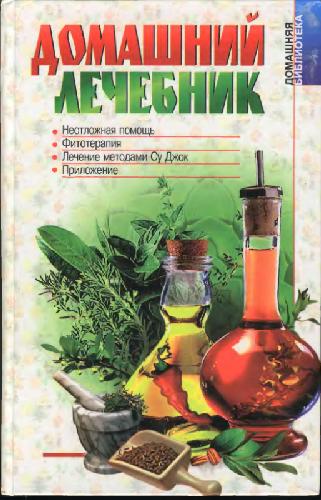 ДОМАШНИЙ
ЛЕЧЕБНИК
• Неотложная помощь
• Фитотерапия
• Лечение методами Су Джок
• Приложение
ДОМАШНЯЯ
БИБЛИОТЕКА